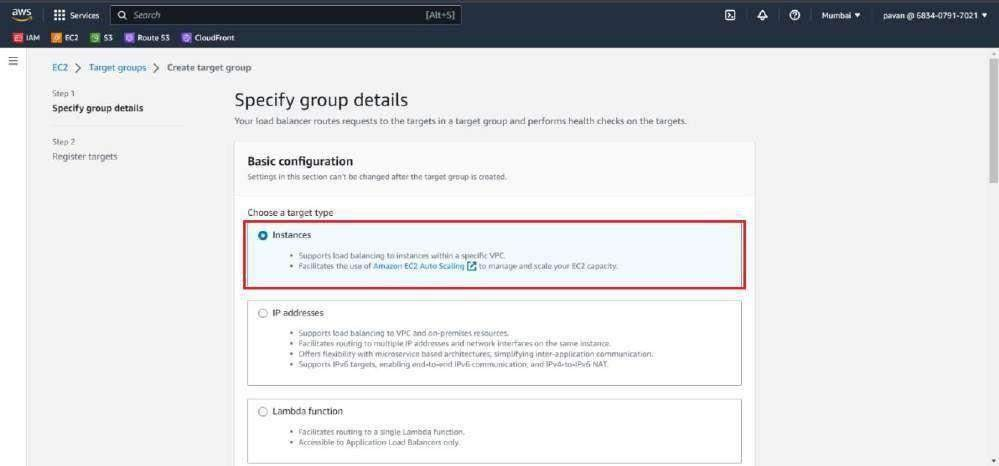 aws
Services
Search
[Alt+S]
Mumbai
pavan @ 6834-0791-7021
IAM
EC2
S3
Route 53
CloudFront
EC2 > Target groups > Create target group
Step 1
Specify group details
Step 2
Register targets
Specify group details
Your load balancer routes requests to the targets in a target group and performs health checks on the targets.
Basic configuration
Settings in this section can't be changed after the target group is created.
Choose a target type
Instances
• Supports load balancing to instances within a specific VPC.
• Facilitates the use of Amazon EC2 Auto Scaling to manage and scale your EC2 capacity.
IP addresses
• Supports load balancing to VPC and on-premises resources.
• Facilitates routing to multiple IP addresses and network interfaces on the same instance.
• Offers flexibility with microservice based architectures, simplifying inter-application communication.
• Supports IPv6 targets, enabling end-to-end IPv6 communication, and IPv4-to-IPv6 NAT.
Lambda function
• Facilitates routing to a single Lambda function.
• Accessible to Application Load Balancers only.